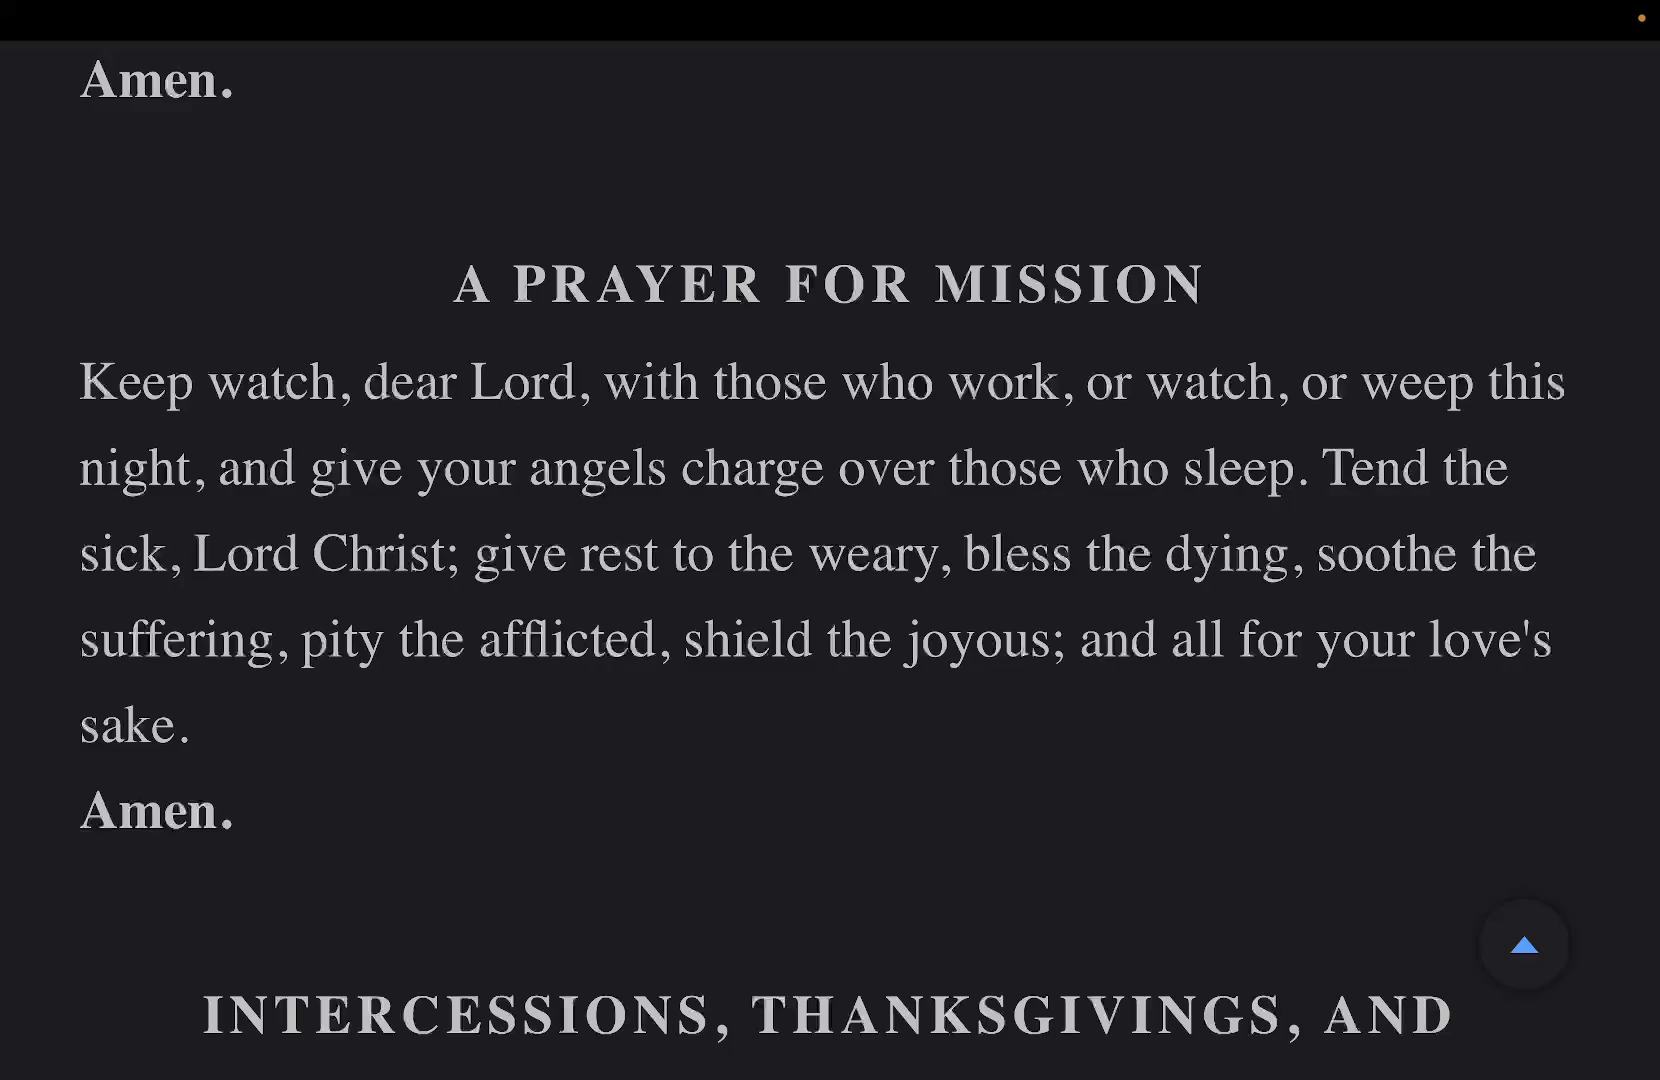 Amen.
A PRAYER FOR MISSION
Keep watch, dear Lord, with those who work, or watch, or weep this
night, and give your angels charge over those who sleep. Tend the
sick, Lord Christ; give rest to the weary, bless the dying, soothe the
suffering, pity the afflicted, shield the joyous; and all for your love's
sake.
Amen.
INTERCESSIONS, THANKSGIVINGS, AND